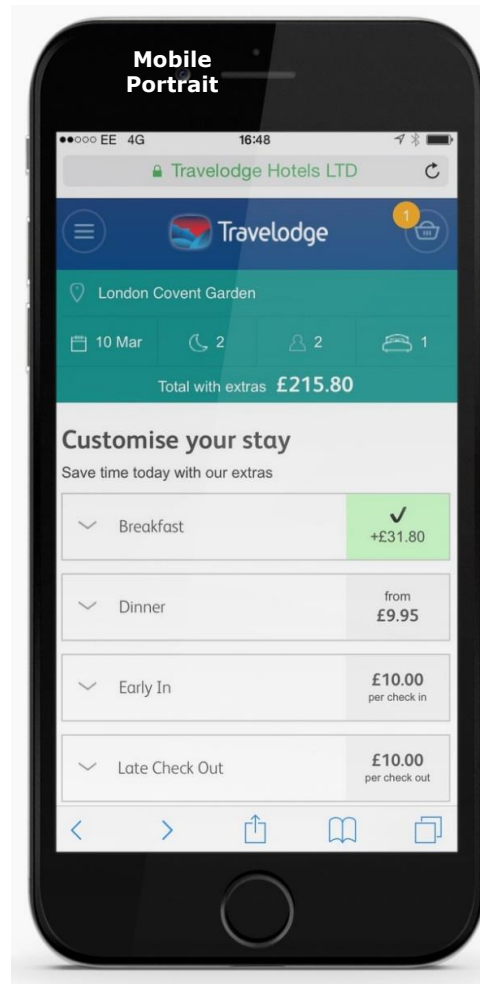 Mobile
Portrait
EE 4G 16:48
Travelodge Hotels LTD
Travelodge 1
London Covent Garden
10 Mar 2 2 1
Total with extras £215.80
Customise your stay
Save time today with our extras
Breakfast
+£31.80
Dinner
from
£9.95
Early In
£10.00
per check in
Late Check Out
£10.00
per check out